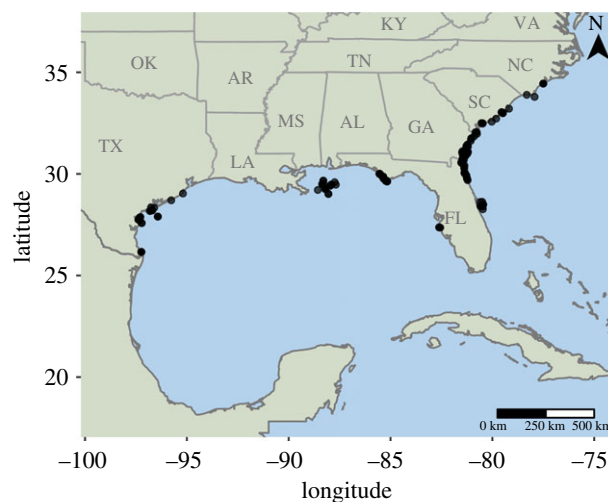 KY
VA
N
35
OK
TN
NC
AR
SC
MS
AL
GA
TX
30
LA
FL
latitude
25
20
0 km 250 km 500 km
–100 –95 –90 –85 –80 –75
longitude